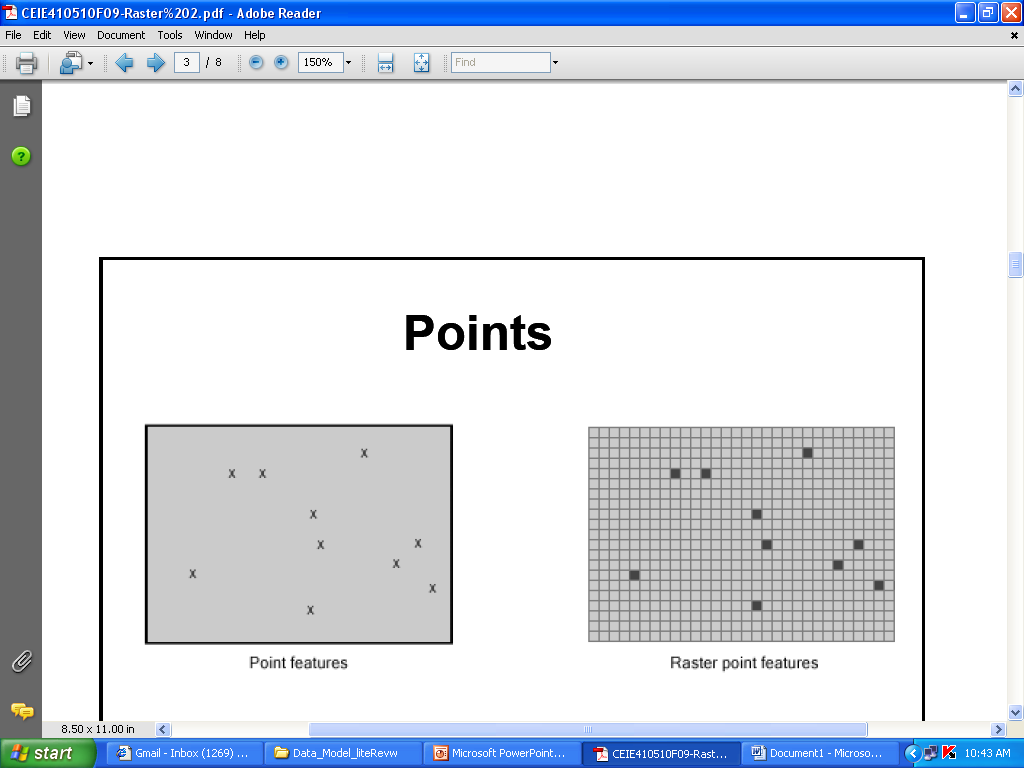 CEIE410510F09-Raster%202.pdf - Adobe Reader
File Edit View Document Tools Window Help
3 / 8 150% Find
Points
X
X X
X
X X
X
X
X
X
Point features Raster point features
8.50 x 11.00 in
start Gmail - Inbox (1269) ... Data_Model_liteRevw Microsoft PowerPoint... CEIE410510F09-Rast... Document1 - Microso... 10:43 AM